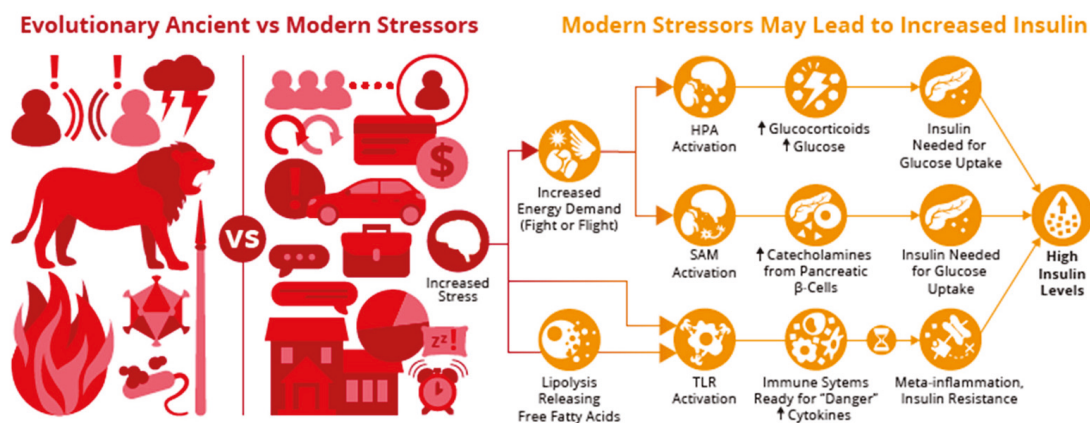 Evolutionary Ancient vs Modern Stressors
Modern Stressors May Lead to Increased Insulin
! !
$
!
VS
zz!
Increased
Stress
Increased
Energy Demand
(Fight or Flight)
Lipolysis
Releasing
Free Fatty Acids
HPA
Activation
↑ Glucocorticoids
↑ Glucose
Insulin
Needed for
Glucose Uptake
SAM
Activation
↑ Catecholamines
from Pancreatic
β-Cells
Insulin Needed
for Glucose
Uptake
TLR
Activation
Immune Sytems
Ready for "Danger"
↑ Cytokines
Meta-inflammation,
Insulin Resistance
High
Insulin
Levels